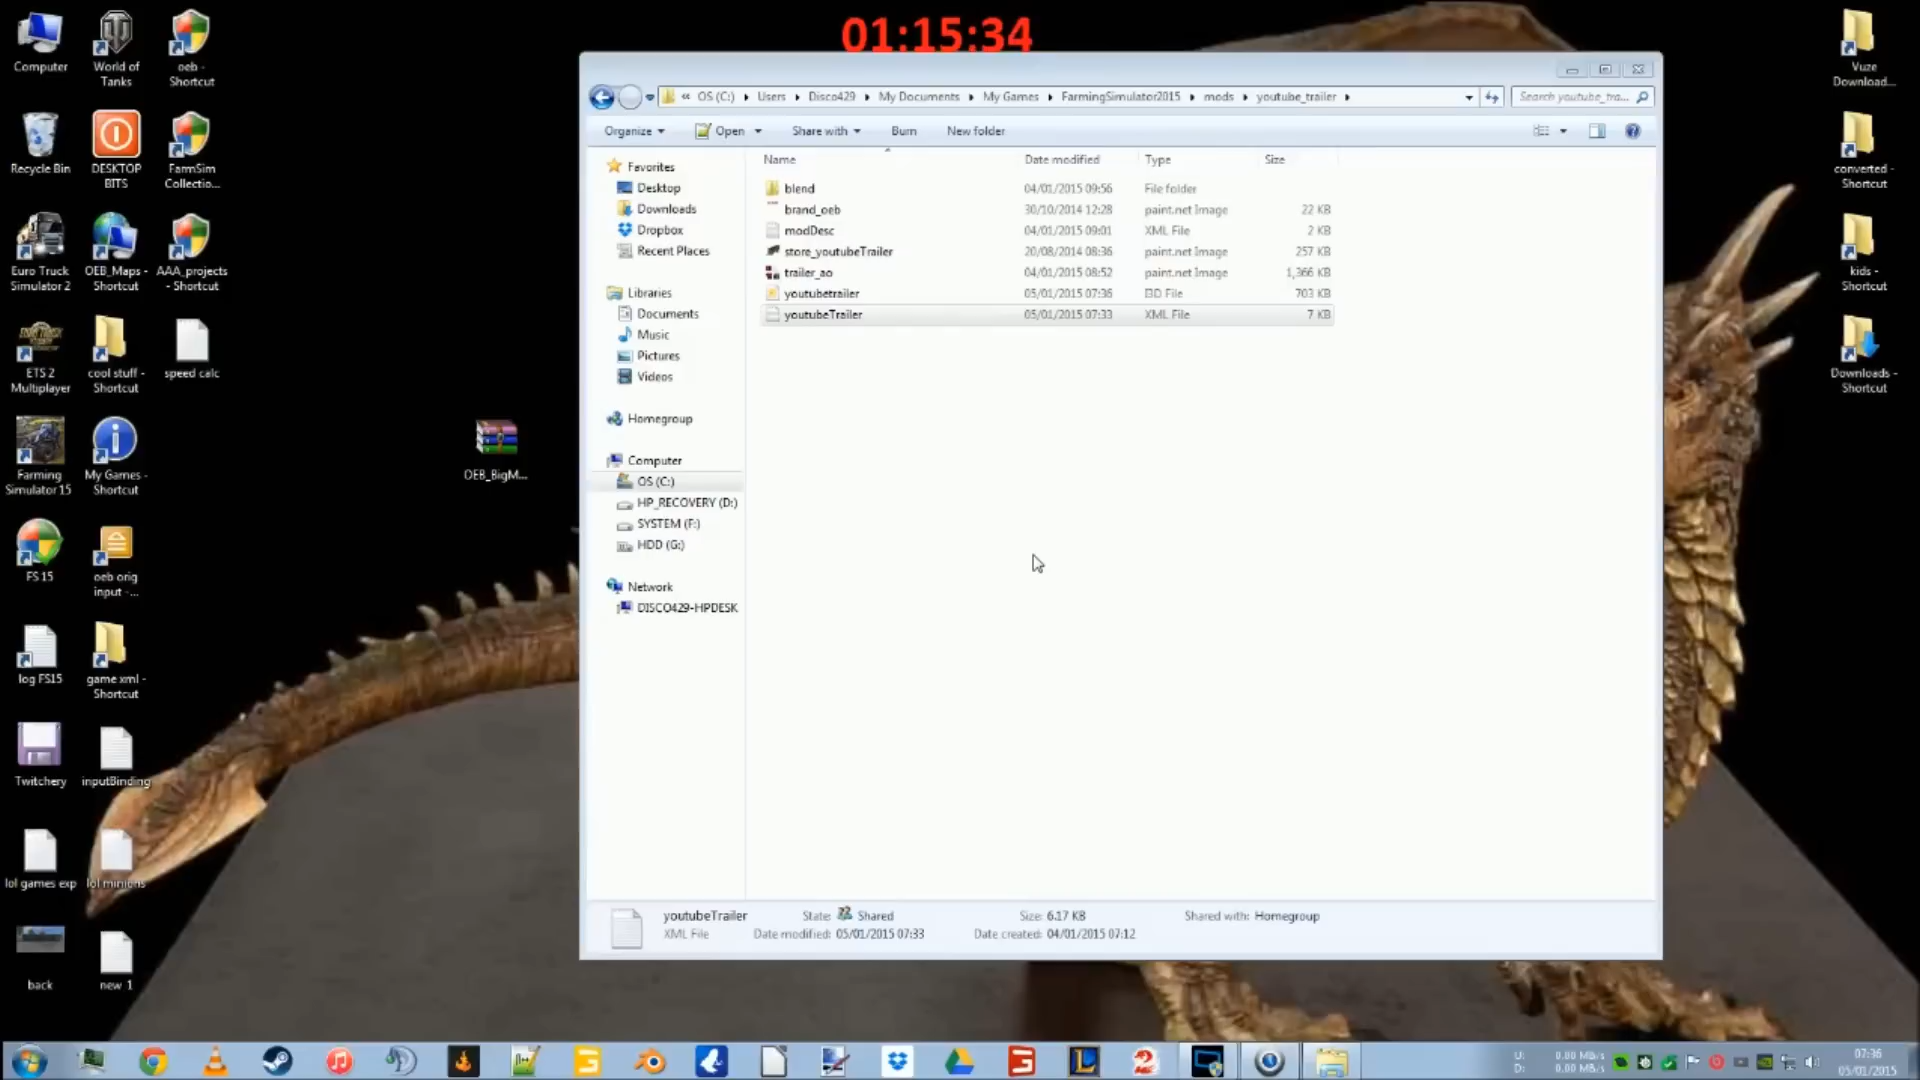 01:15:34
Computer
World of
Tanks
oeb -
Shortcut
Recycle Bin
DESKTOP
BITS
FarmSim
Collectio...
Euro Truck
Simulator 2
OEB_Maps -
Shortcut
AAA_projects
- Shortcut
ETS 2
Multiplayer
cool stuff -
Shortcut
speed calc
Farming
Simulator 15
My Games -
Shortcut
OEB_BigM...
FS 15
oeb orig
input -...
log FS15
game xml -
Shortcut
Twitchery
inputBinding
lol games exp
lol minions
back
new 1
« OS (C:) Users Disco429 My Documents My Games FarmingSimulator2015 mods youtube_trailer
Search youtube_tra...
Organize Open Share with Burn New folder
Favorites
Desktop
Downloads
Dropbox
Recent Places
Libraries
Documents
Music
Pictures
Videos
Homegroup
Computer
OS (C:)
HP_RECOVERY (D:)
SYSTEM (F:)
HDD (G:)
Network
DISCO429-HPDESK
Name Date modified Type Size
blend 04/01/2015 09:56 File folder
brand_oeb 30/10/2014 12:28 paint.net Image 22 KB
modDesc 04/01/2015 09:01 XML File 2 KB
store_youtubeTrailer 20/08/2014 08:36 paint.net Image 257 KB
trailer_ao 04/01/2015 08:52 paint.net Image 1,366 KB
youtubetrailer 05/01/2015 07:36 I3D File 703 KB
youtubeTrailer 05/01/2015 07:33 XML File 7 KB
youtubeTrailer State: Shared Size: 6.17 KB Shared with: Homegroup
XML File Date modified: 05/01/2015 07:33 Date created: 04/01/2015 07:12
Vuze
Download...
converted -
Shortcut
kids -
Shortcut
Downloads -
Shortcut
U: 0.00 MB/s
D: 0.00 MB/s
07:36
05/01/2015